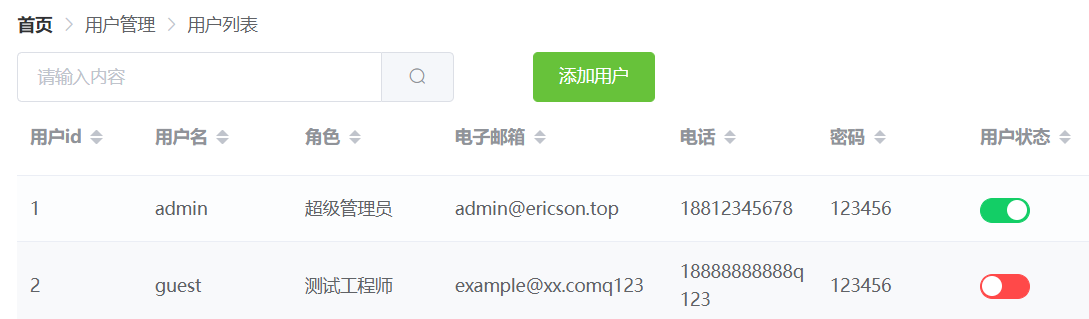 首页 > 用户管理 > 用户列表
请输入内容 添加用户
用户id 用户名 角色 电子邮箱 电话 密码 用户状态
1 admin 超级管理员 admin@ericson.top 18812345678 123456
2 guest 测试工程师 example@xx.comq123 18888888888q 123456
123